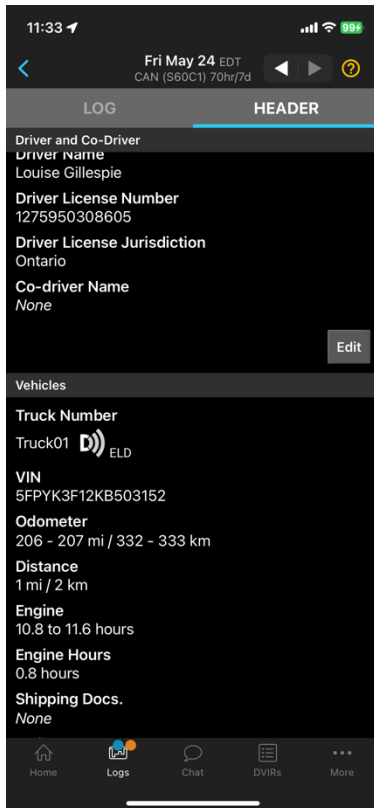 11:33
99+
Fri May 24 EDT
CAN (S60C1) 70hr/7d
LOG
HEADER
Driver and Co-Driver
Driver Name
Louise Gillespie
Driver License Number
1275950308605
Driver License Jurisdiction
Ontario
Co-driver Name
None
Edit
Vehicles
Truck Number
Truck01 D ELD
VIN
5FPYK3F12KB503152
Odometer
206 - 207 mi / 332 - 333 km
Distance
1 mi / 2 km
Engine
10.8 to 11.6 hours
Engine Hours
0.8 hours
Shipping Docs.
None
Home
Logs
Chat
DVIRs
More